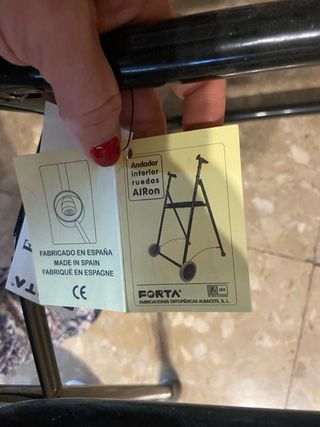 FABRICADO EN ESPAÑA
MADE IN SPAIN
FABRIQUÉ EN ESPAGNE
CE
Andador
interior
ruedas
AIRon
FORTA
FABRICACIONES ORTOPÉDICAS ALBACETE, S. L.